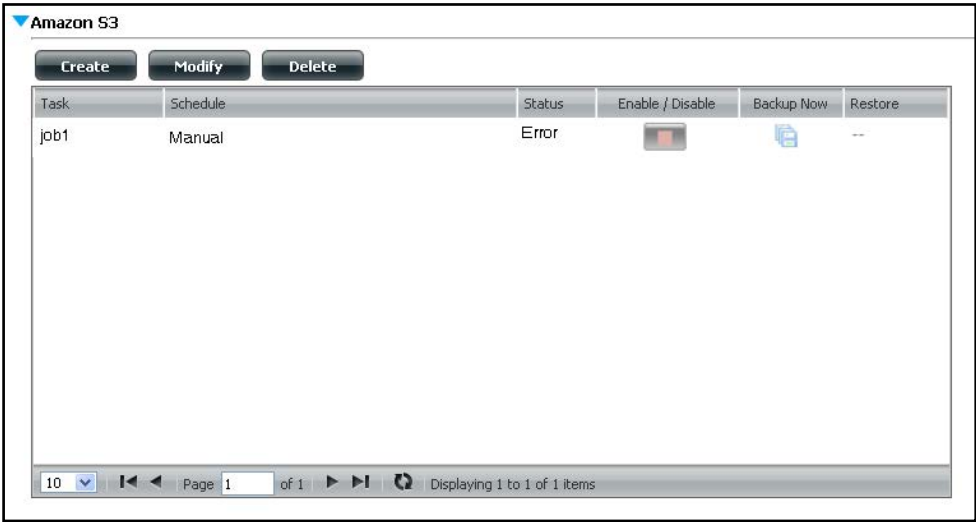 Amazon S3
Create Modify Delete
Task Schedule Status Enable / Disable Backup Now Restore
job1 Manual Error --
10 Page 1 of 1 Displaying 1 to 1 of 1 items